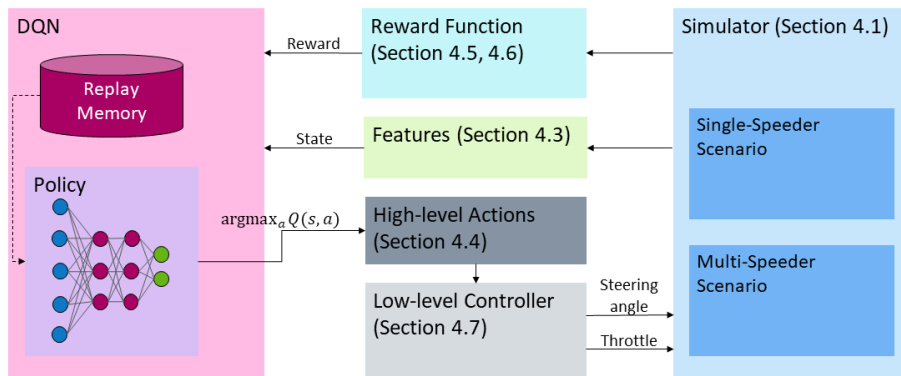 DQN
Replay
Memory
Policy
argmaxₐ Q(s, a)
Reward
State
Reward Function
(Section 4.5, 4.6)
Features (Section 4.3)
High-level Actions
(Section 4.4)
Low-level Controller
(Section 4.7)
Steering
angle
Throttle
Simulator (Section 4.1)
Single-Speeder
Scenario
Multi-Speeder
Scenario